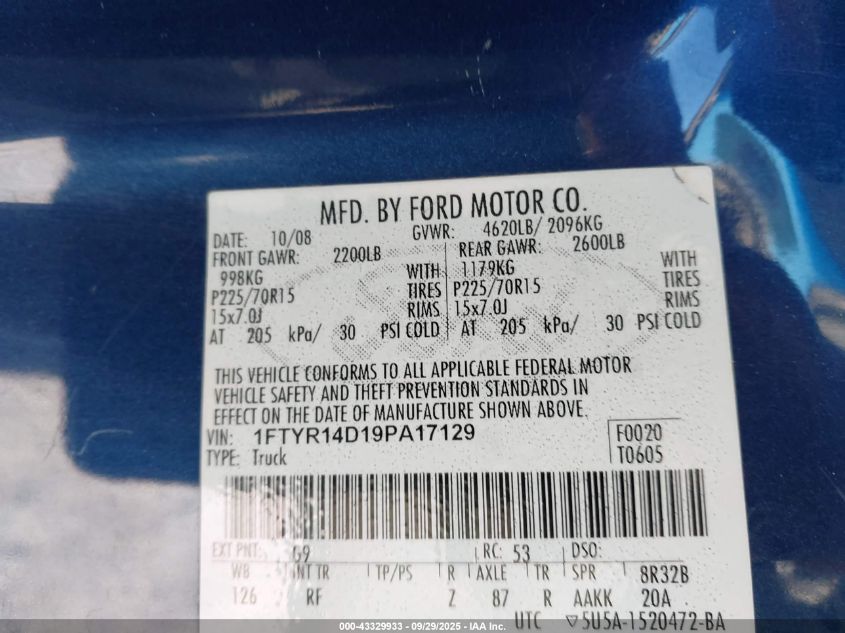 MFD. BY FORD MOTOR CO.
DATE: 10/08 GVWR: 4620LB/ 2096KG
FRONT GAWR: 2200LB REAR GAWR: 2600LB
998KG WITH 1179KG WITH
P225/70R15 TIRES P225/70R15 TIRES
15x7.0J RIMS 15x7.0J RIMS
AT 205 kPa/ 30 PSI COLD AT 205 kPa/ 30 PSI COLD
THIS VEHICLE CONFORMS TO ALL APPLICABLE FEDERAL MOTOR
VEHICLE SAFETY AND THEFT PREVENTION STANDARDS IN
EFFECT ON THE DATE OF MANUFACTURE SHOWN ABOVE.
VIN: 1FTYR14D19PA17129 F0020
TYPE: Truck T0605
EXT PNT: G9 RC: 53 DSO:
WB INT TR TP/PS R AXLE TR SPR 8R32B
126 RF Z 87 R AAKK 20A
UTC ▽5U5A-1520472-BA
000-43329933 - 09/29/2025 - IAA Inc.